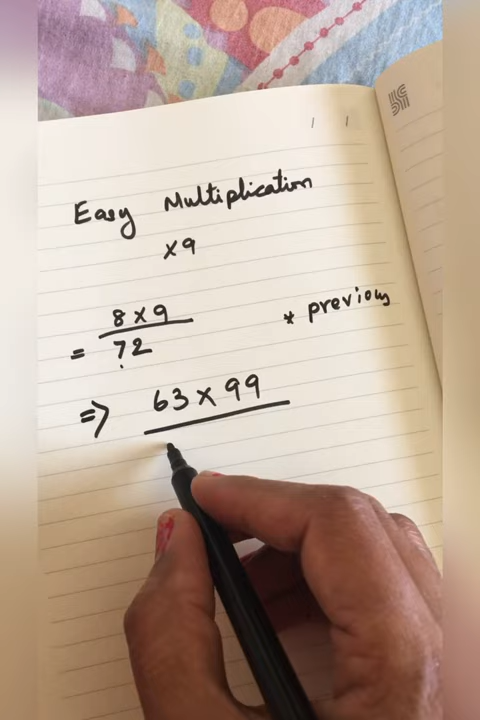 Easy Multiplication
x9
8 x 9
* previous
= 72
=> 63 x 99